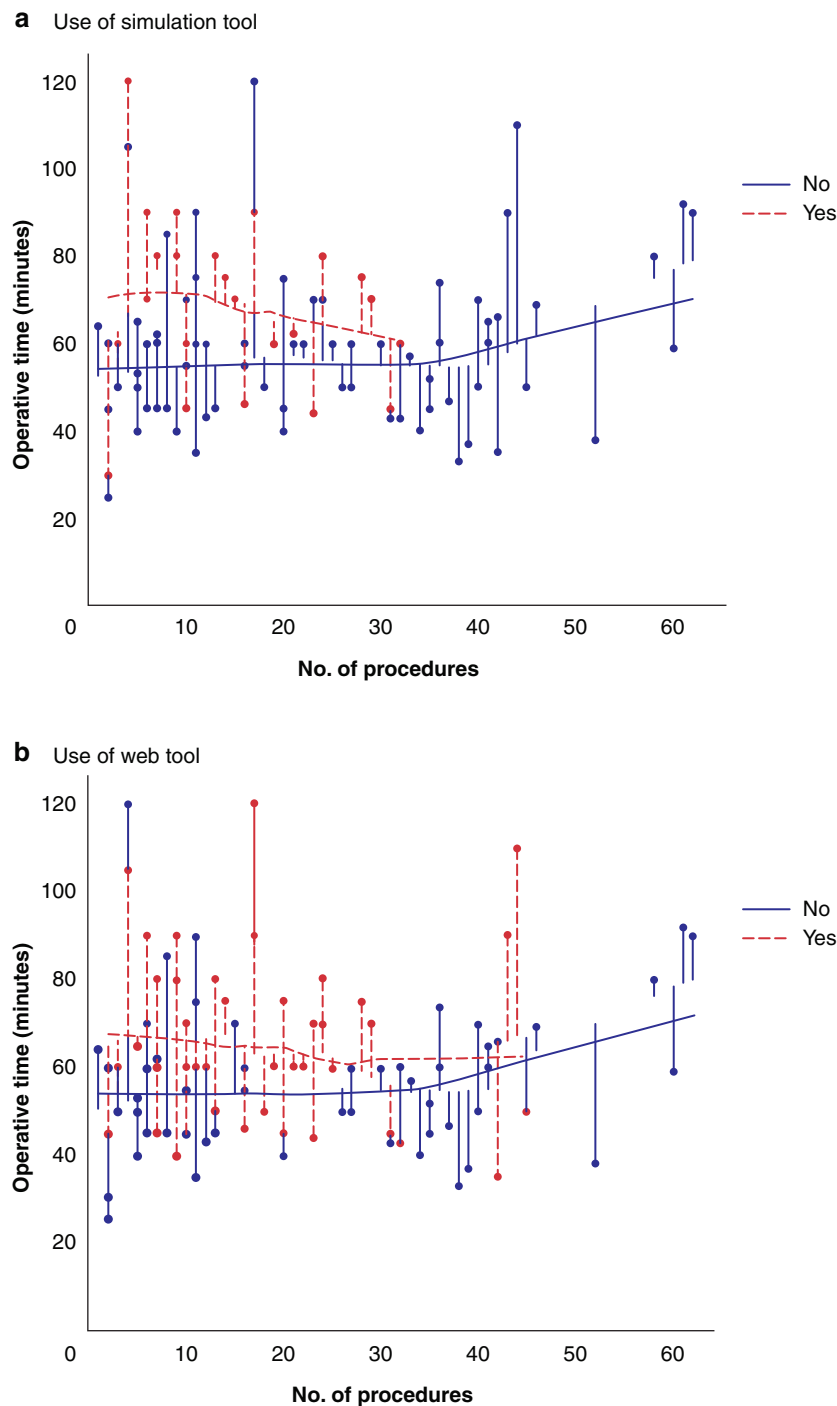 a Use of simulation tool
120
100
80
60
40
20
0 10 20 30 40 50 60
Operative time (minutes)
No. of procedures
No
Yes
b Use of web tool
120
100
80
60
40
20
0 10 20 30 40 50 60
Operative time (minutes)
No. of procedures
No
Yes